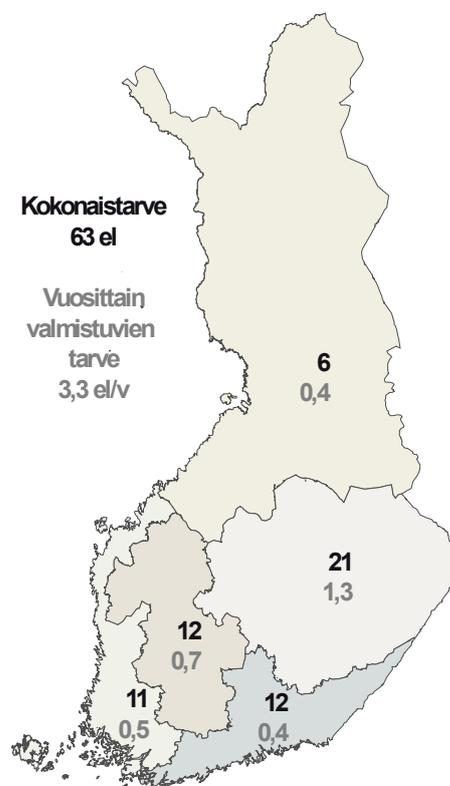 Kokonaistarve
63 el
Vuosittain
valmistuvien
tarve
3,3 el/v
6
0,4
21
1,3
12
0,7
11
0,5
12
0,4